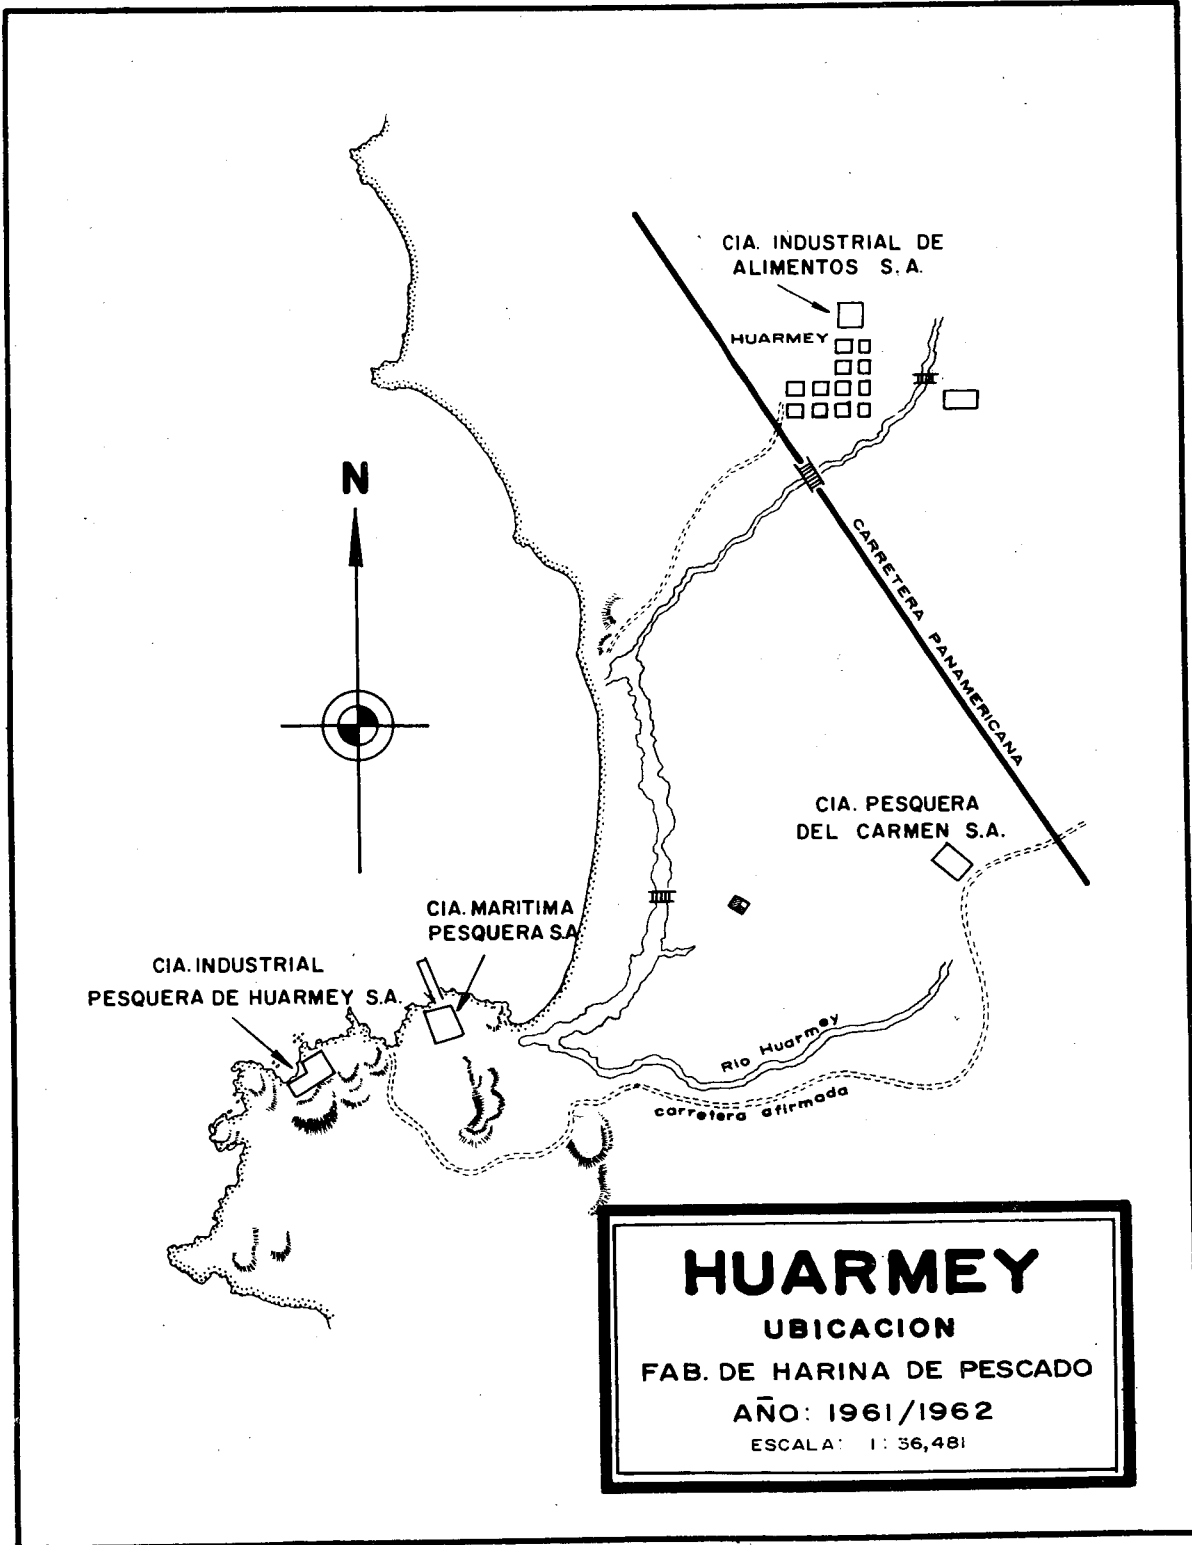 CIA. INDUSTRIAL DE
ALIMENTOS S.A.
HUARMEY
N
CARRETERA PANAMERICANA
CIA. PESQUERA
DEL CARMEN S.A.
CIA. MARITIMA
PESQUERA S.A
CIA. INDUSTRIAL
PESQUERA DE HUARMEY S.A.
Rio Huarmey
carretera afirmada
HUARMEY
UBICACION
FAB. DE HARINA DE PESCADO
AÑO: 1961/1962
ESCALA: 1: 36,481